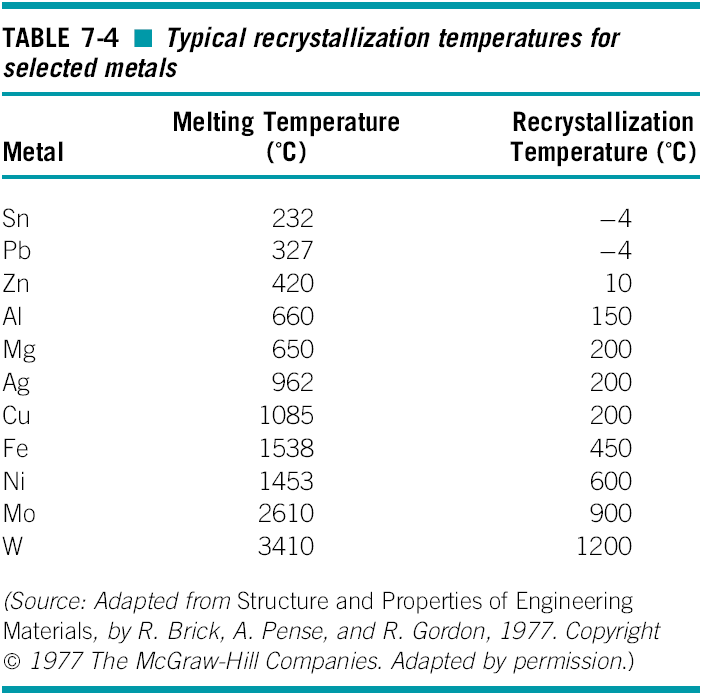 TABLE 7-4 ■ Typical recrystallization temperatures for
selected metals
Metal Melting Temperature (°C) Recrystallization Temperature (°C)
Sn 232 −4
Pb 327 −4
Zn 420 10
Al 660 150
Mg 650 200
Ag 962 200
Cu 1085 200
Fe 1538 450
Ni 1453 600
Mo 2610 900
W 3410 1200
(Source: Adapted from Structure and Properties of Engineering
Materials, by R. Brick, A. Pense, and R. Gordon, 1977. Copyright
© 1977 The McGraw-Hill Companies. Adapted by permission.)